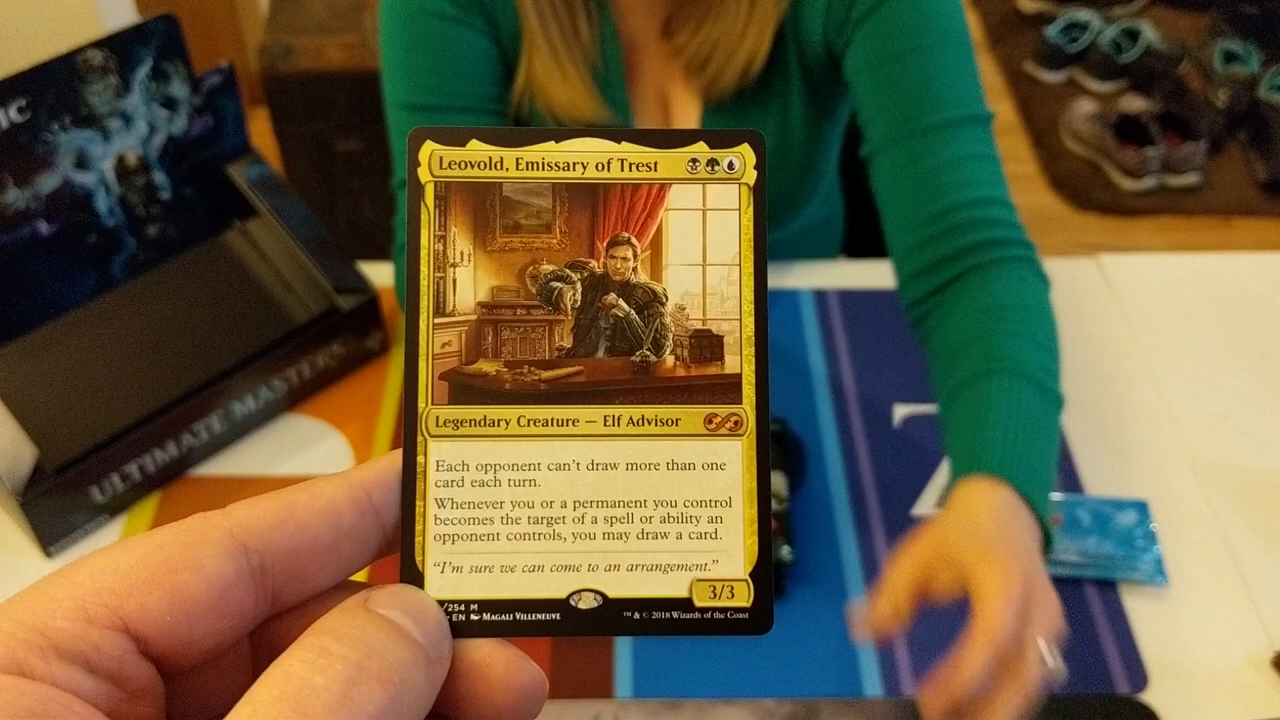 IC
ULTIMATE MASTERS
Leovold, Emissary of Trest
Legendary Creature — Elf Advisor
Each opponent can't draw more than one
card each turn.
Whenever you or a permanent you control
becomes the target of a spell or ability an
opponent controls, you may draw a card.
"I'm sure we can come to an arrangement."
3/3
/254 M
EN Magali Villeneuve
™ & © 2018 Wizards of the Coast